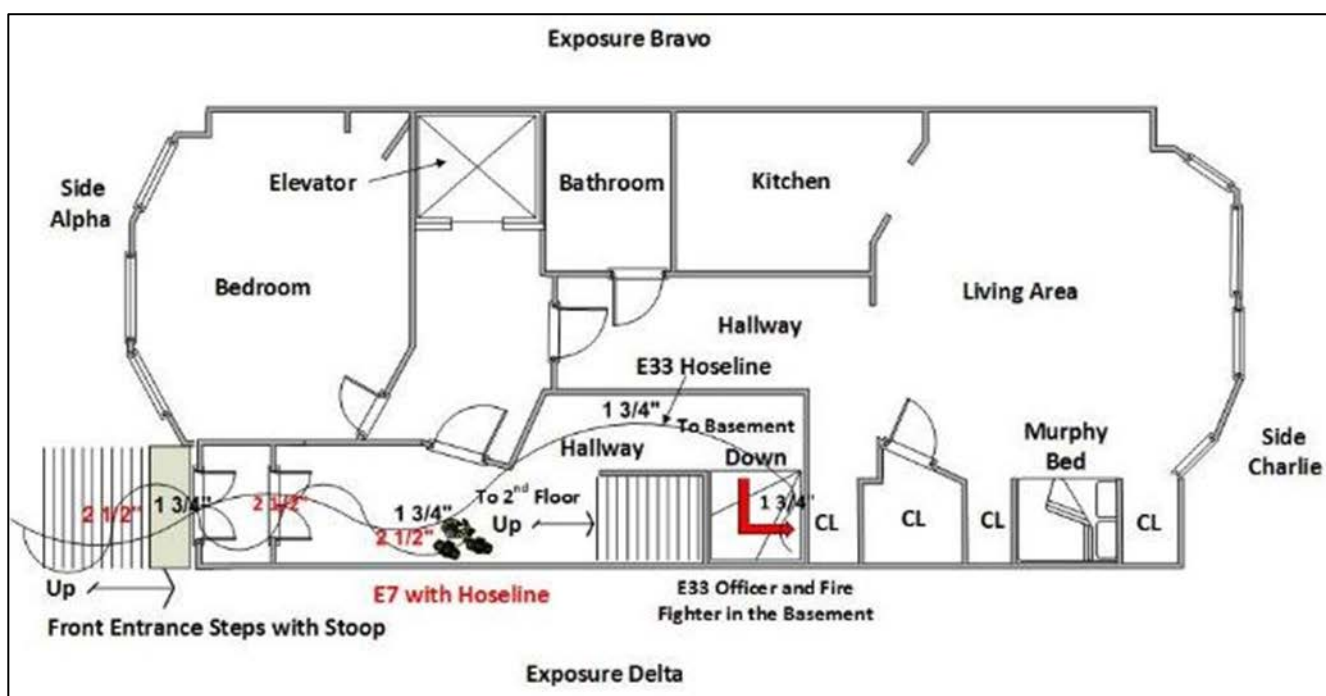 Exposure Bravo
Side
Alpha
Elevator
Bathroom
Kitchen
Bedroom
Living Area
Hallway
E33 Hoseline
1 3/4"
To Basement
Hallway
Down
Murphy
Bed
Side
Charlie
2 1/2"
1 3/4"
2 1/2"
1 3/4"
2 1/2"
To 2nd Floor
Up
1 3/4"
CL
CL
CL
CL
Up
E7 with Hoseline
E33 Officer and Fire
Fighter in the Basement
Front Entrance Steps with Stoop
Exposure Delta